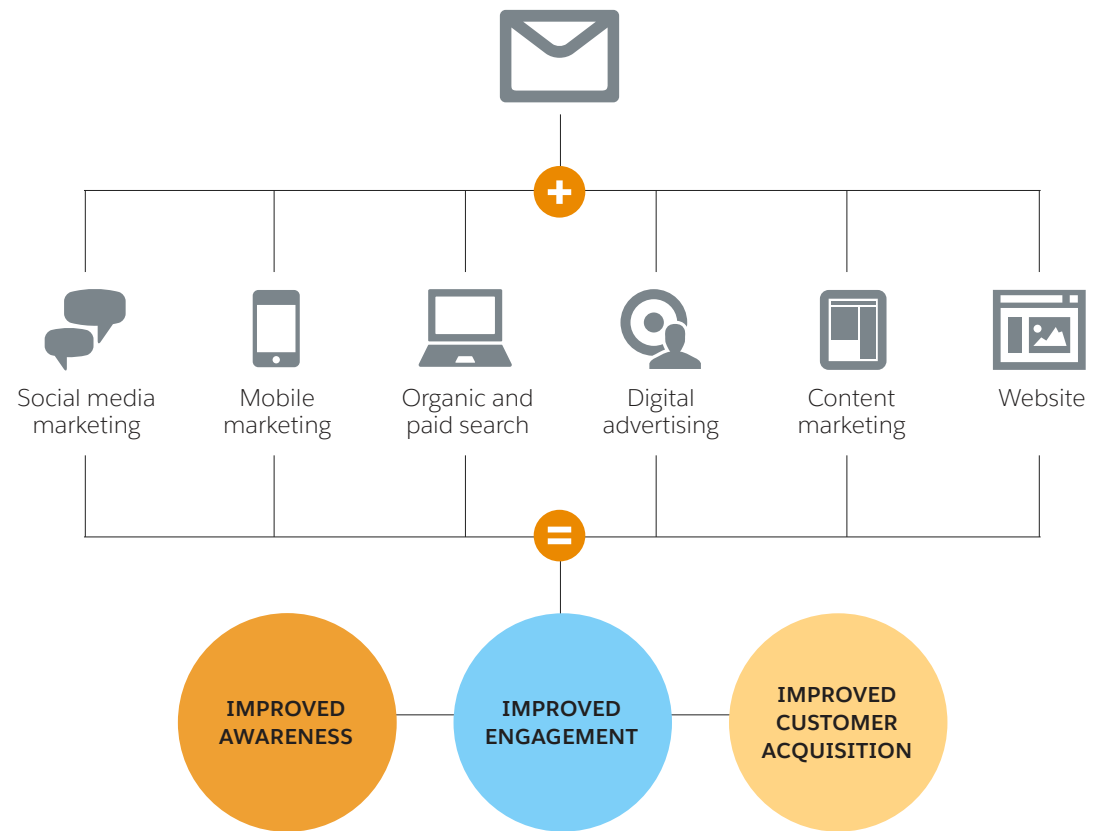 +
Social media
marketing
Mobile
marketing
Organic and
paid search
Digital
advertising
Content
marketing
Website
=
IMPROVED
AWARENESS
IMPROVED
ENGAGEMENT
IMPROVED
CUSTOMER
ACQUISITION